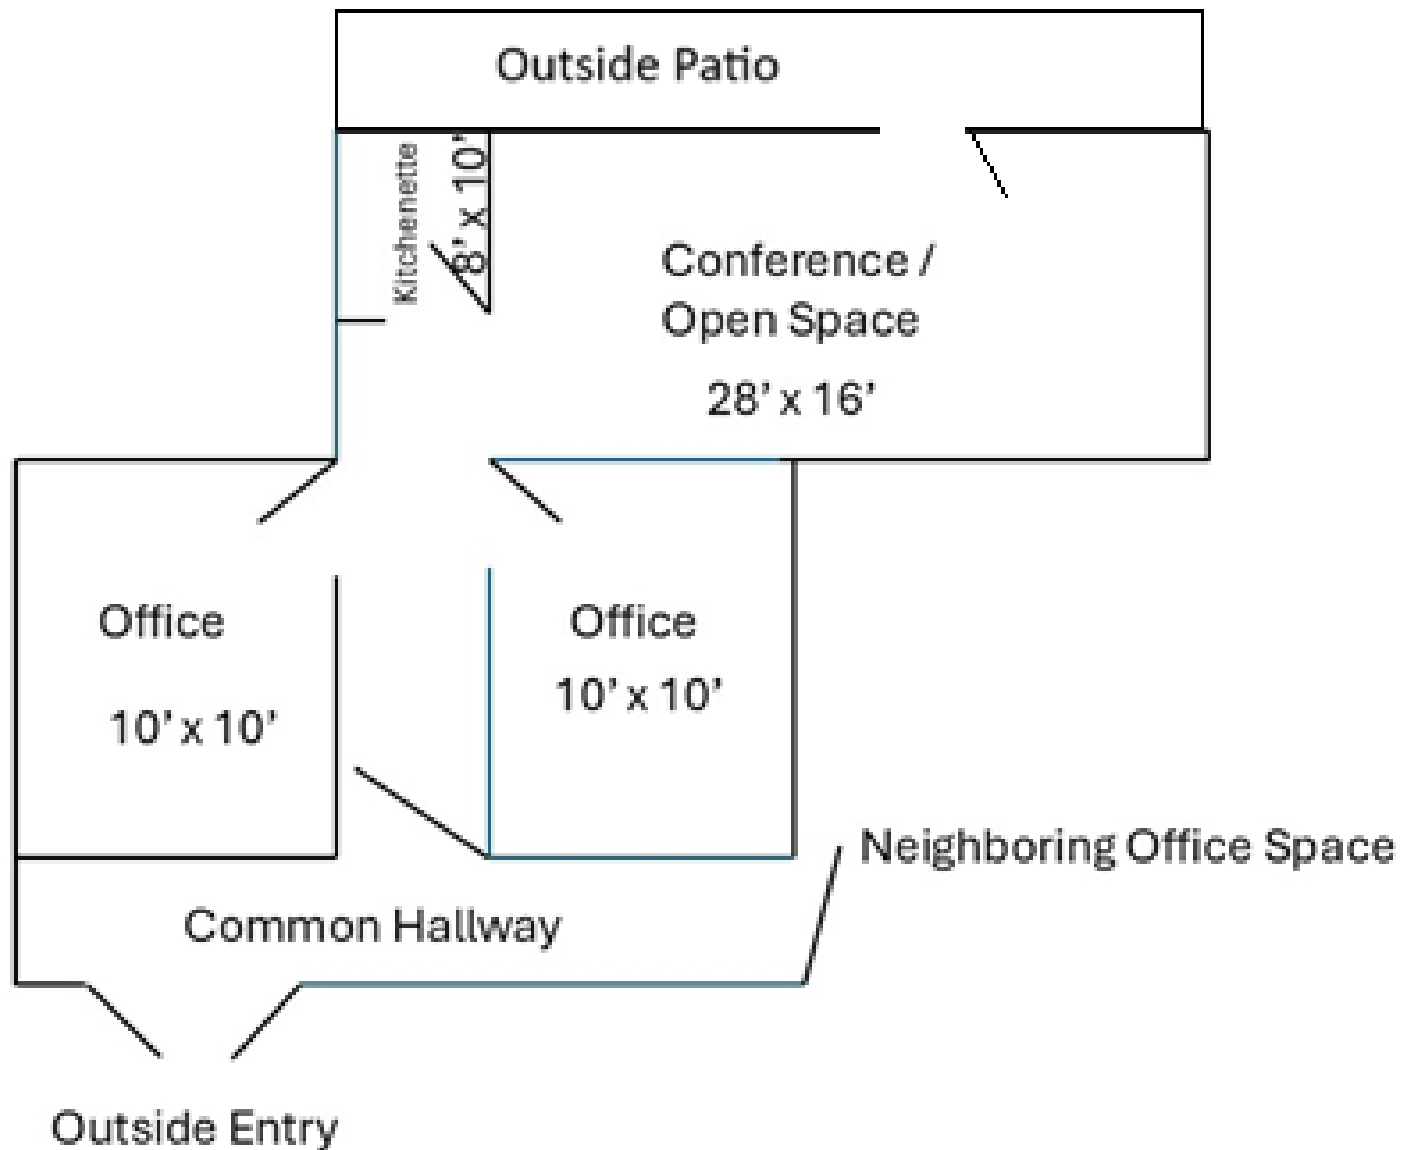 Outside Patio
Kitchenette
8’ x 10’
Conference /
Open Space
28’ x 16’
Office
10’ x 10’
Office
10’ x 10’
Neighboring Office Space
Common Hallway
Outside Entry